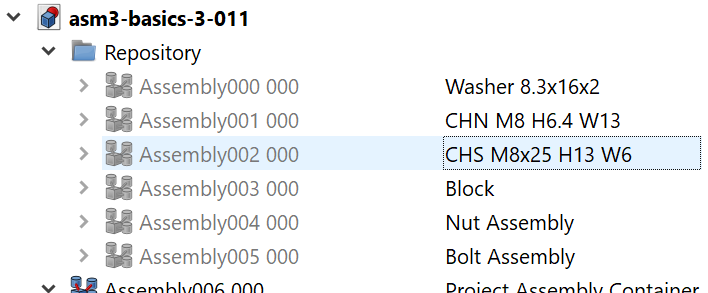 asm3-basics-3-011
Repository
Assembly000 000 Washer 8.3x16x2
Assembly001 000 CHN M8 H6.4 W13
Assembly002 000 CHS M8x25 H13 W6
Assembly003 000 Block
Assembly004 000 Nut Assembly
Assembly005 000 Bolt Assembly
Assembly006 000 Project Assembly Container